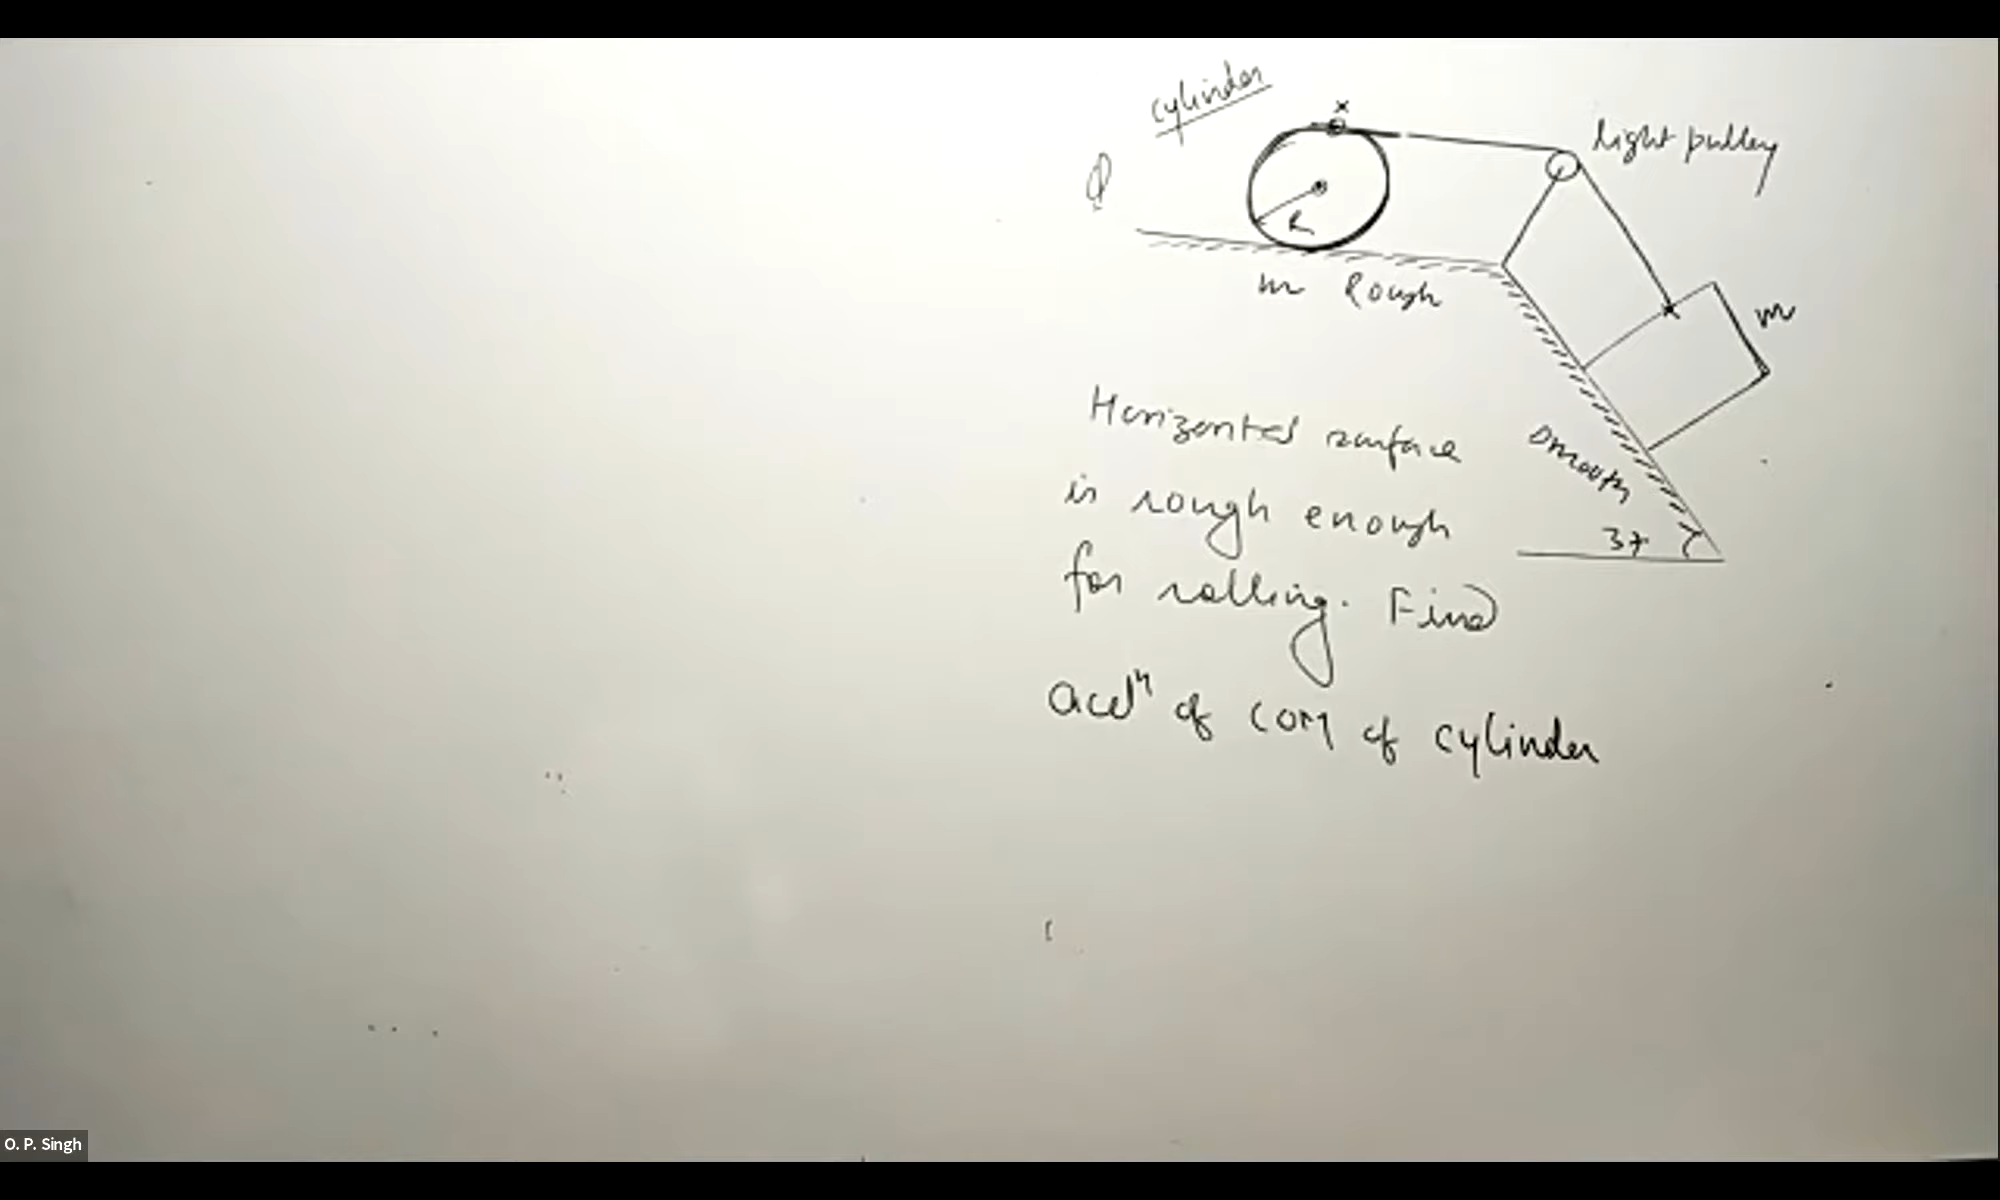 cylinder
x
light pulley
Q
R
m Rough
m
Horizontal surface
smooth
is rough enough
37
for rolling. Find
accln of COM of cylinder
O. P. Singh